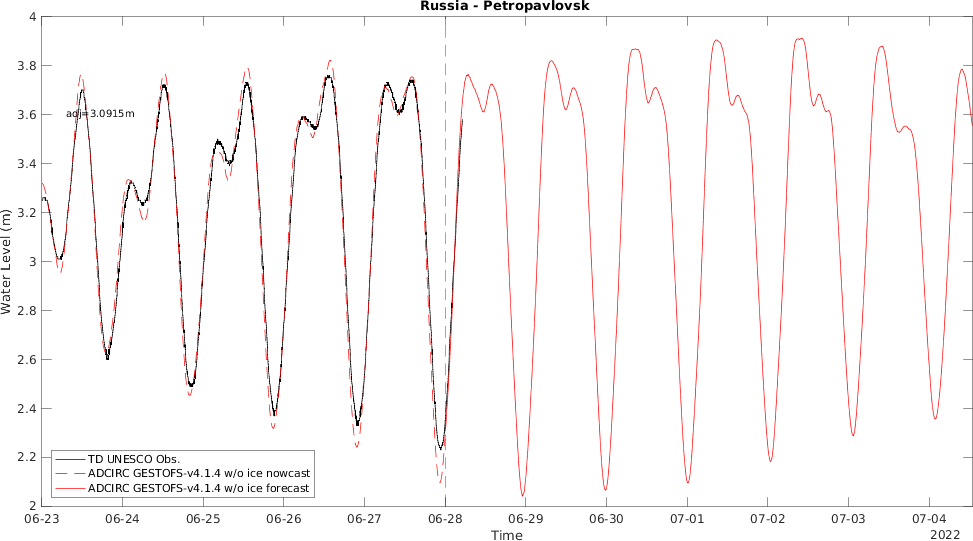 Russia - Petropavlovsk
4
3.8
3.6
3.4
3.2
3
2.8
2.6
2.4
2.2
2
Water Level (m)
adj=3.0915m
TD UNESCO Obs.
ADCIRC GESTOFS-v4.1.4 w/o ice nowcast
ADCIRC GESTOFS-v4.1.4 w/o ice forecast
06-23 06-24 06-25 06-26 06-27 06-28 06-29 06-30 07-01 07-02 07-03 07-04
Time
2022